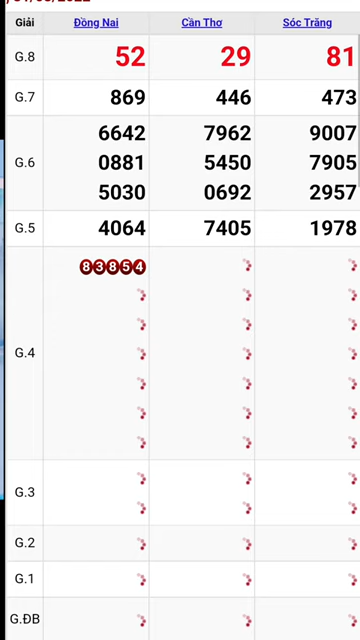 Giải Đồng Nai Cần Thơ Sóc Trăng
G.8 52 29 81
G.7 869 446 473
6642 7962 9007
G.6 0881 5450 7905
5030 0692 2957
G.5 4064 7405 1978
83854
G.4
G.3
G.2
G.1
G.ĐB